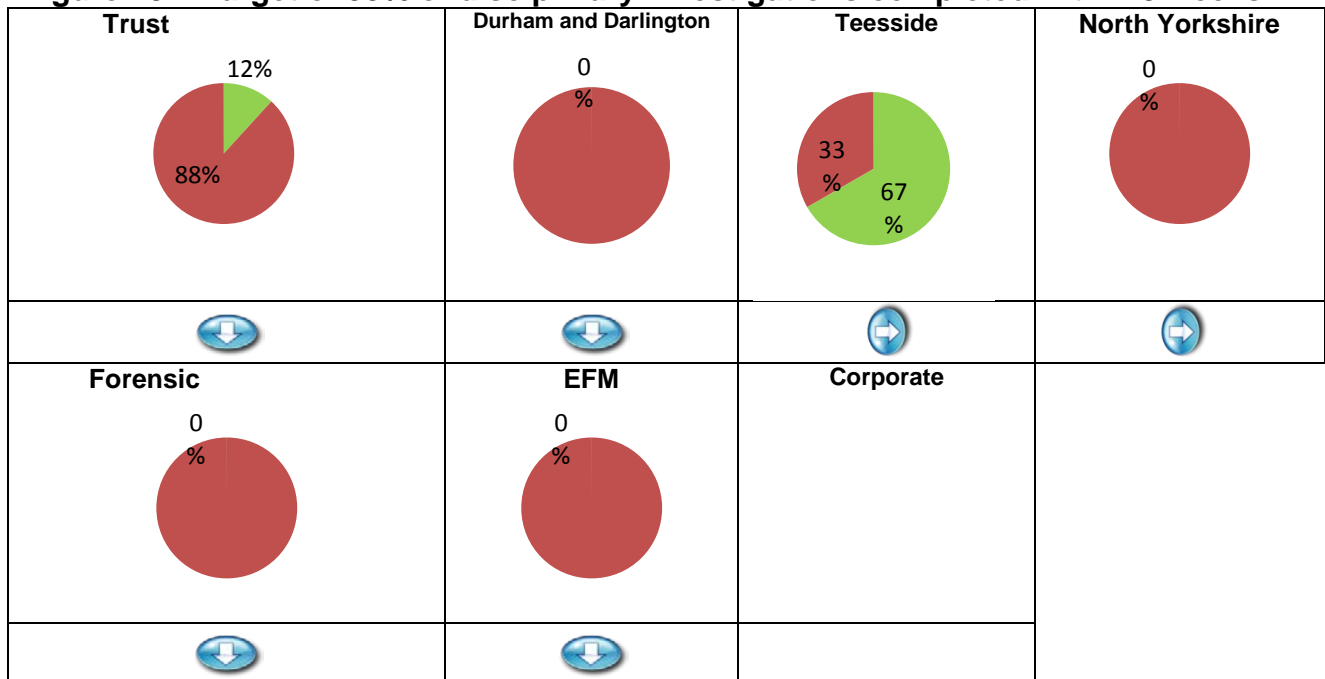 Trust
Durham and Darlington
Teesside
North Yorkshire
12%
88%
0
%
33
%
67
%
0
%
Forensic
EFM
Corporate
0
%
0
%